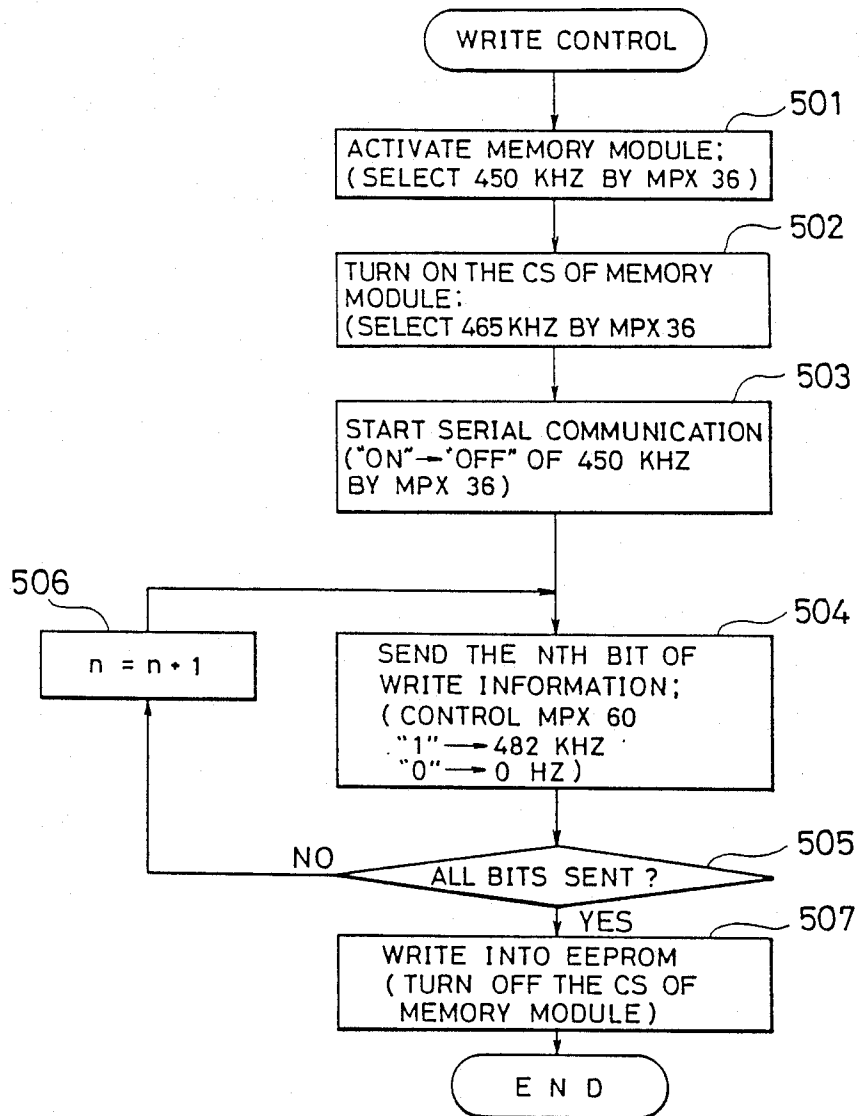 WRITE CONTROL
501
ACTIVATE MEMORY MODULE;
(SELECT 450 KHZ BY MPX 36)
502
TURN ON THE CS OF MEMORY
MODULE;
(SELECT 465 KHZ BY MPX 36
503
START SERIAL COMMUNICATION
("ON"→"OFF" OF 450 KHZ
BY MPX 36)
506
n = n + 1
504
SEND THE NTH BIT OF
WRITE INFORMATION;
(CONTROL MPX 60
"1"→482 KHZ
"0"→0 HZ)
505
NO
ALL BITS SENT?
YES
507
WRITE INTO EEPROM
(TURN OFF THE CS OF
MEMORY MODULE)
END